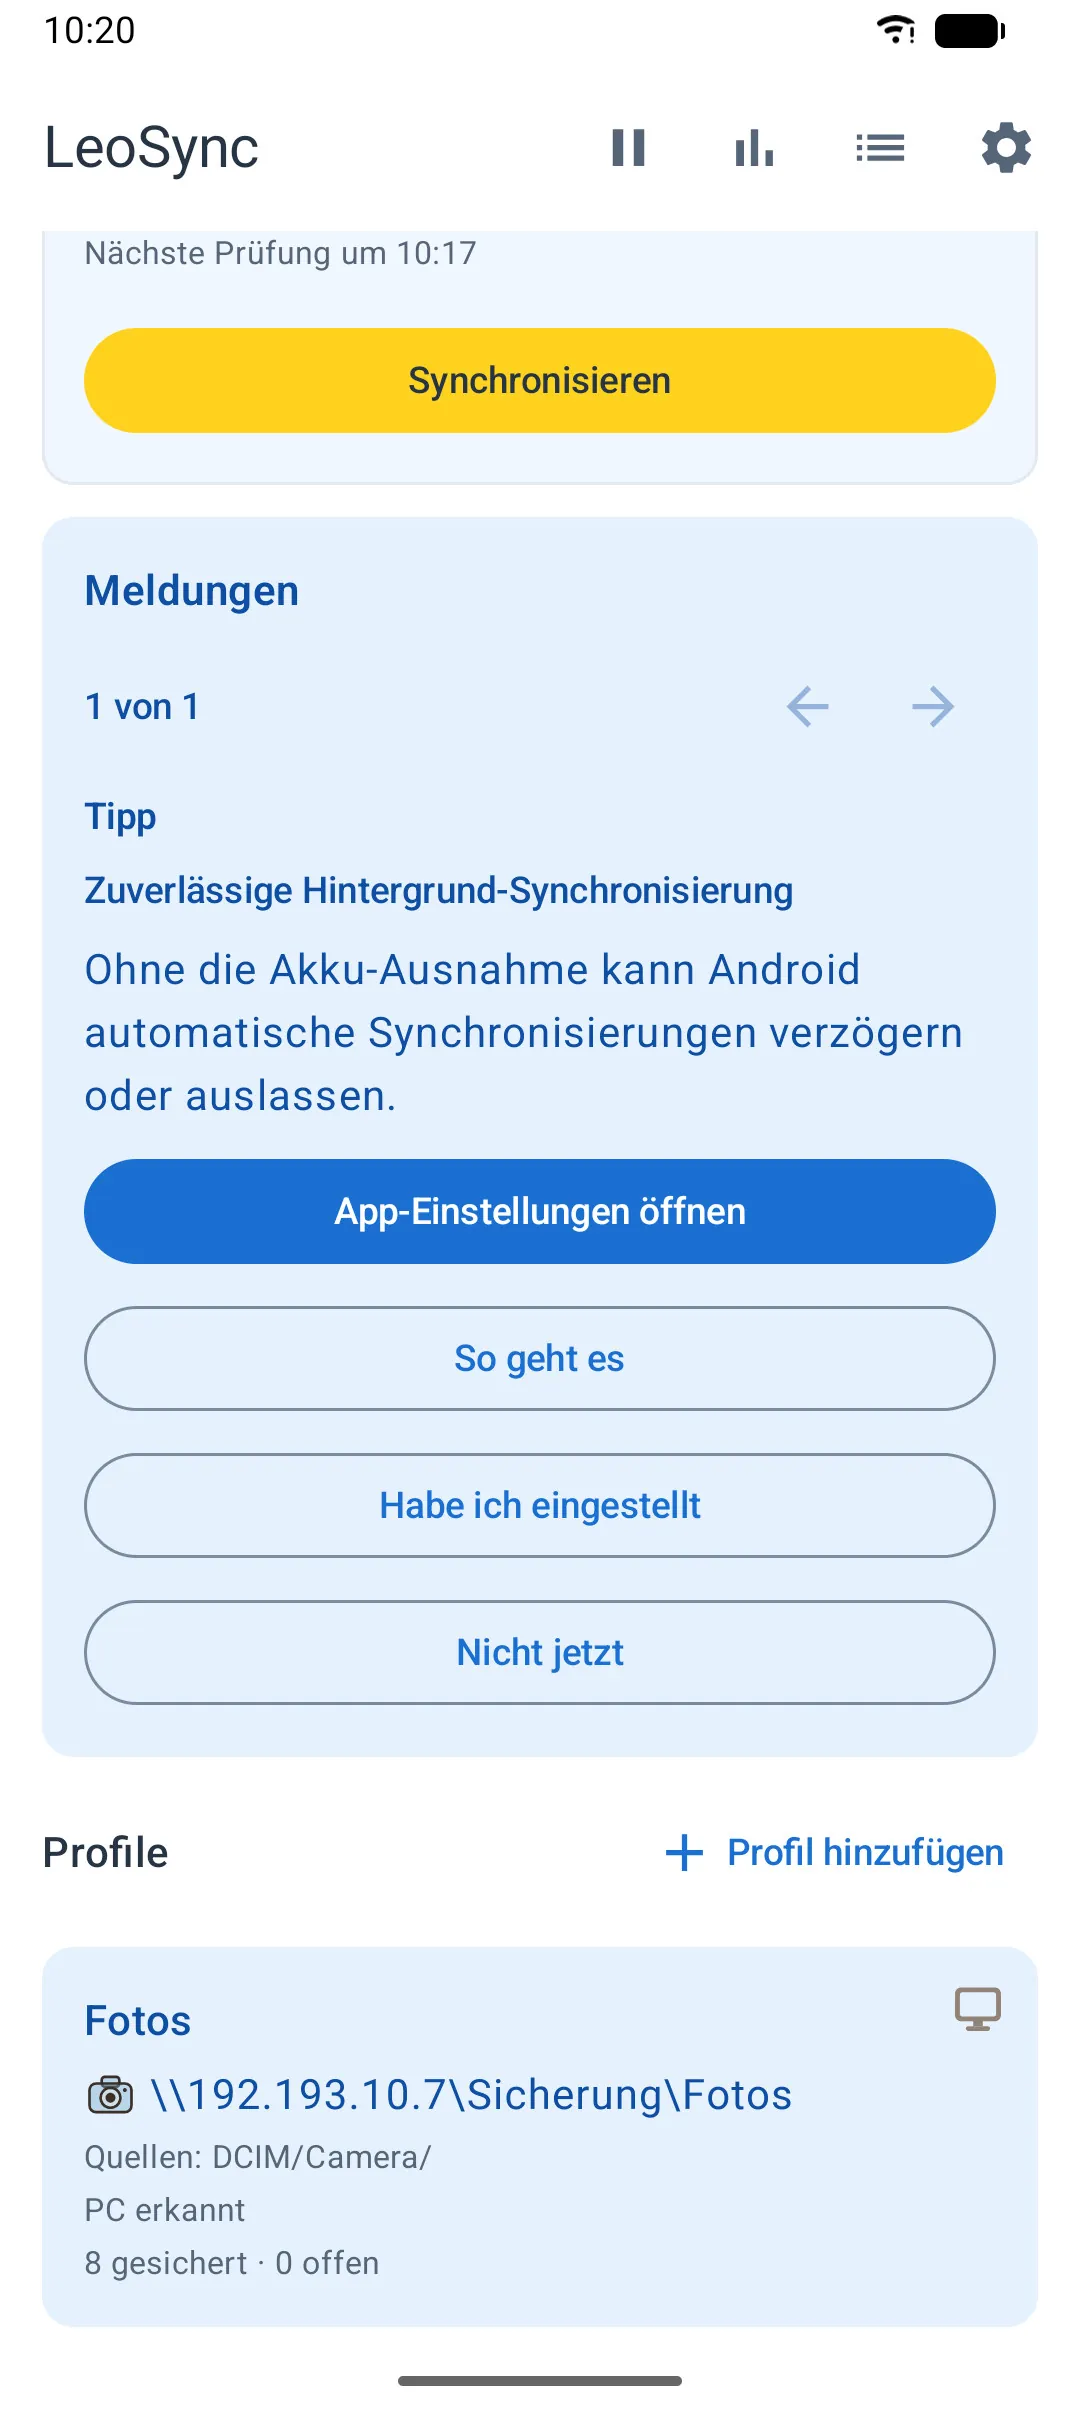 10:20
LeoSync
Nächste Prüfung um 10:17
Synchronisieren
Meldungen
1 von 1
Tipp
Zuverlässige Hintergrund-Synchronisierung
Ohne die Akku-Ausnahme kann Android
automatische Synchronisierungen verzögern
oder auslassen.
App-Einstellungen öffnen
So geht es
Habe ich eingestellt
Nicht jetzt
Profile
Profil hinzufügen
Fotos
\\192.193.10.7\Sicherung\Fotos
Quellen: DCIM/Camera/
PC erkannt
8 gesichert · 0 offen